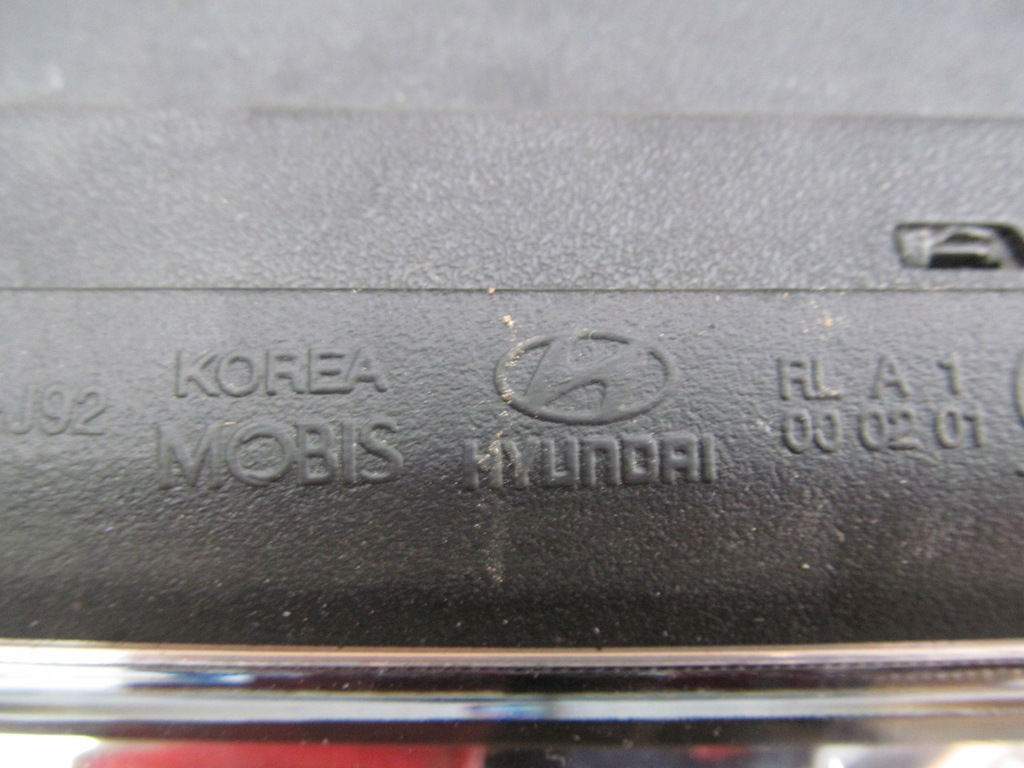 J92
KOREA
MOBIS
HYUNDAI
RL A 1
00 02 01